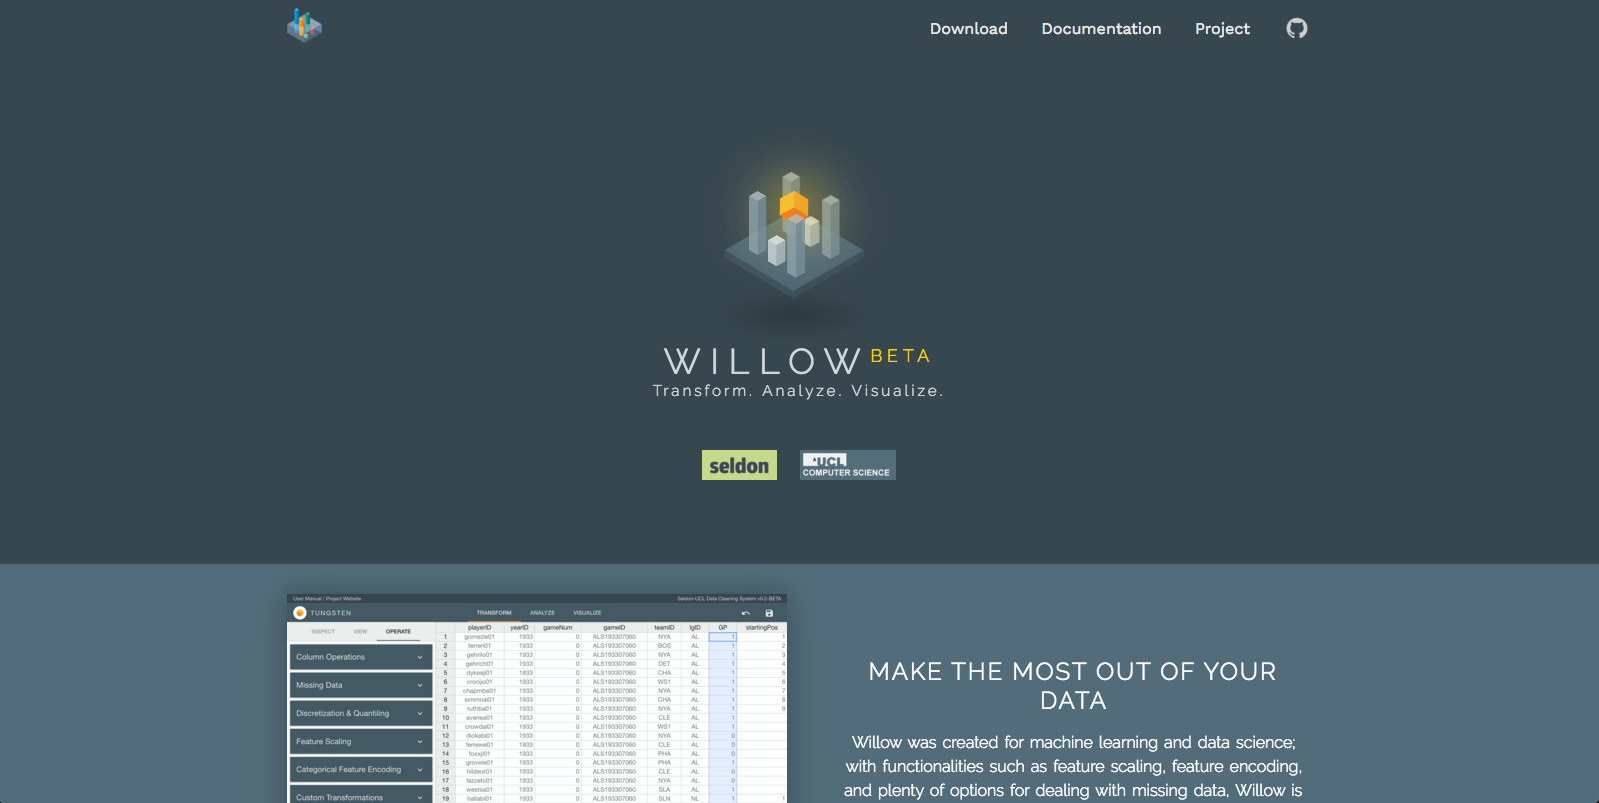 Download Documentation Project
WILLOW BETA
Transform. Analyze. Visualize.
seldon
UCL
COMPUTER SCIENCE
User Manual / Project Website Seldon-UCL Data Cleaning System v0.2-BETA
TUNGSTEN TRANSFORM ANALYZE VISUALIZE
INSPECT VIEW OPERATE
Column Operations
Missing Data
Discretization & Quantiling
Feature Scaling
Categorical Feature Encoding
Custom Transformations
playerID yearID gameNum gameID teamID lgID GP startingPos
1 gomezle01 1933 0 ALS193307060 NYA AL 1 1
2 ferreri01 1933 0 ALS193307060 BOS AL 1 2
3 gehrilo01 1933 0 ALS193307060 NYA AL 1 3
4 gehrich01 1933 0 ALS193307060 DET AL 1 4
5 dykesji01 1933 0 ALS193307060 CHA AL 1 5
6 cronijo01 1933 0 ALS193307060 WS1 AL 1 6
7 chapmbe01 1933 0 ALS193307060 NYA AL 1 7
8 simmoal01 1933 0 ALS193307060 CHA AL 1 8
9 ruthba01 1933 0 ALS193307060 NYA AL 1 9
10 averiea01 1933 0 ALS193307060 CLE AL 1
11 crowdal01 1933 0 ALS193307060 WS1 AL 1
12 dickebi01 1933 0 ALS193307060 NYA AL 0
13 ferrewe01 1933 0 ALS193307060 CLE AL 0
14 foxxji01 1933 0 ALS193307060 PHA AL 0
15 grovele01 1933 0 ALS193307060 PHA AL 1
16 hildeor01 1933 0 ALS193307060 CLE AL 0
17 lazzeto01 1933 0 ALS193307060 NYA AL 0
18 westsa01 1933 0 ALS193307060 SLA AL 1
19 hallabi01 1933 0 ALS193307060 SLN NL 1 1
MAKE THE MOST OUT OF YOUR
DATA
Willow was created for machine learning and data science;
with functionalities such as feature scaling, feature encoding,
and plenty of options for dealing with missing data, Willow is